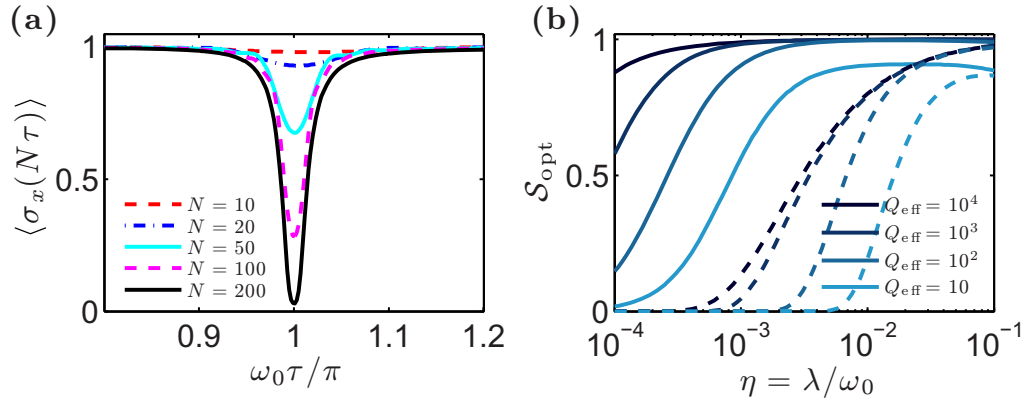 (a)
⟨σx(Nτ)⟩
1
0.5
0
N = 10
N = 20
N = 50
N = 100
N = 200
0.9
1
1.1
1.2
ω0τ/π
(b)
Sopt
1
0.5
0
Qeff = 10^4
Qeff = 10^3
Qeff = 10^2
Qeff = 10
10^-4
10^-3
10^-2
10^-1
η = λ/ω0